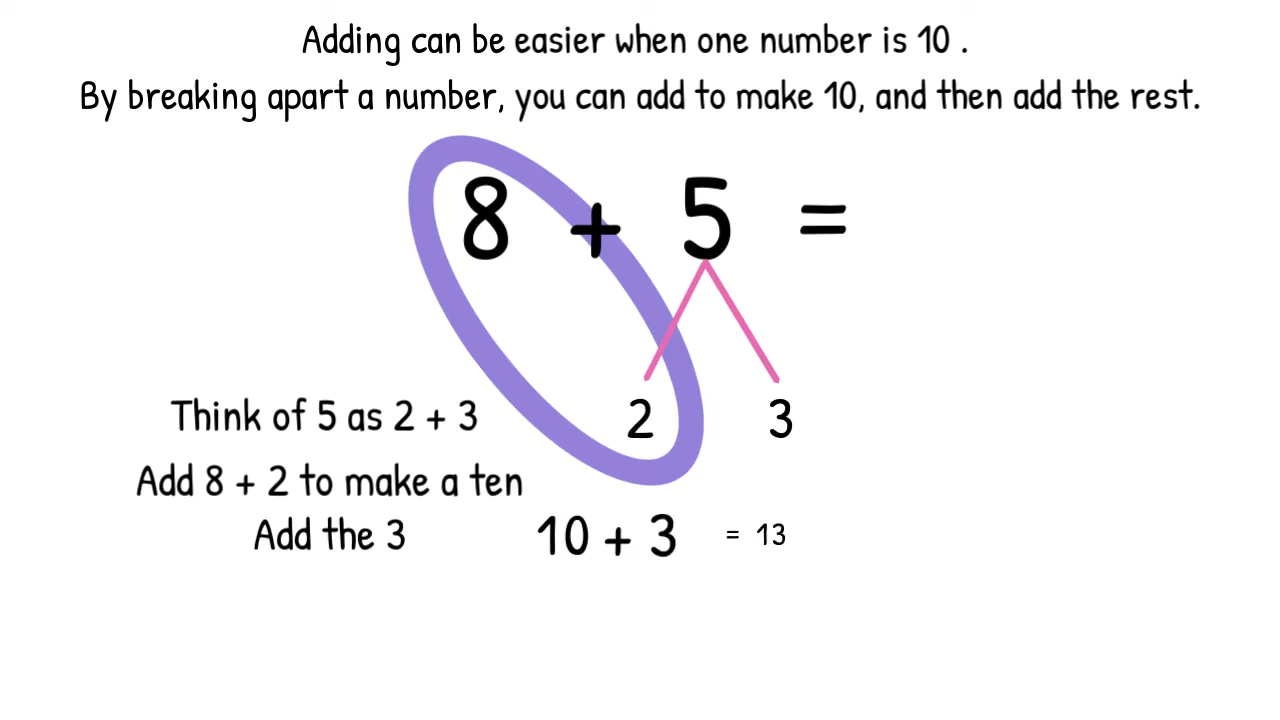 Adding can be easier when one number is 10 .
By breaking apart a number, you can add to make 10, and then add the rest.
8 + 5 =
Think of 5 as 2 + 3
2 3
Add 8 + 2 to make a ten
Add the 3
10 + 3 = 13